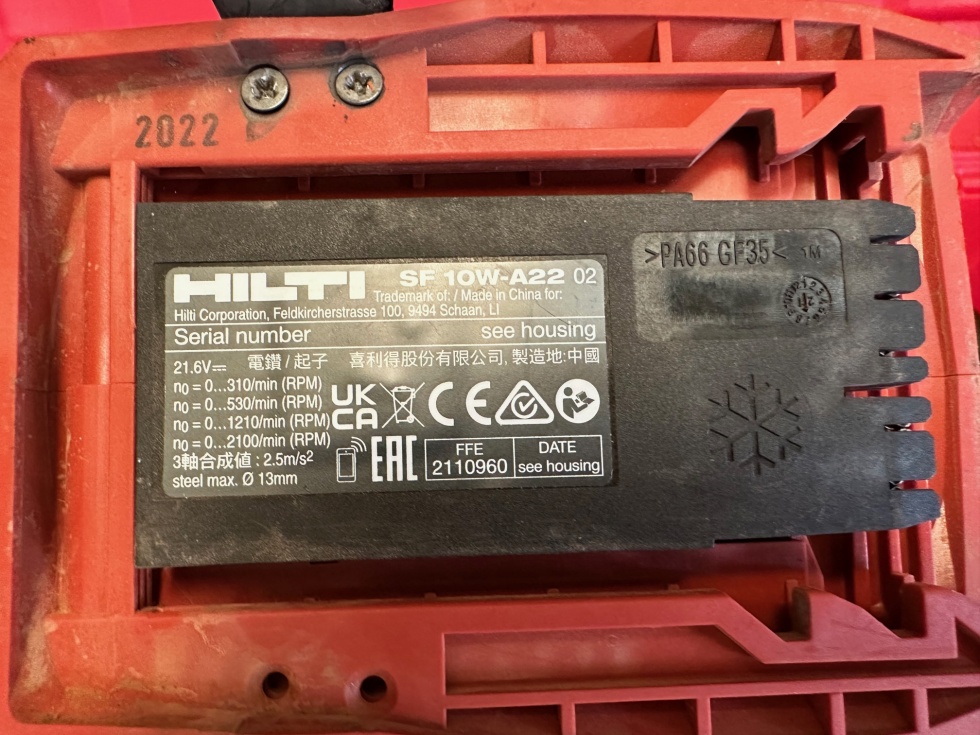 2022
>PA66 GF35< 1M
HILTI SF 10W-A22 02
Trademark of: / Made in China for:
Hilti Corporation, Feldkircherstrasse 100, 9494 Schaan, LI
Serial number see housing
21.6V⎓ 電鑽 / 起子 喜利得股份有限公司, 製造地:中國
n₀ = 0...310/min (RPM)
n₀ = 0...530/min (RPM)
n₀ = 0...1210/min (RPM)
n₀ = 0...2100/min (RPM)
3軸合成値 : 2.5m/s²
steel max. Ø 13mm
UK
CA
CE
EAC
FFE
2110960
DATE
see housing